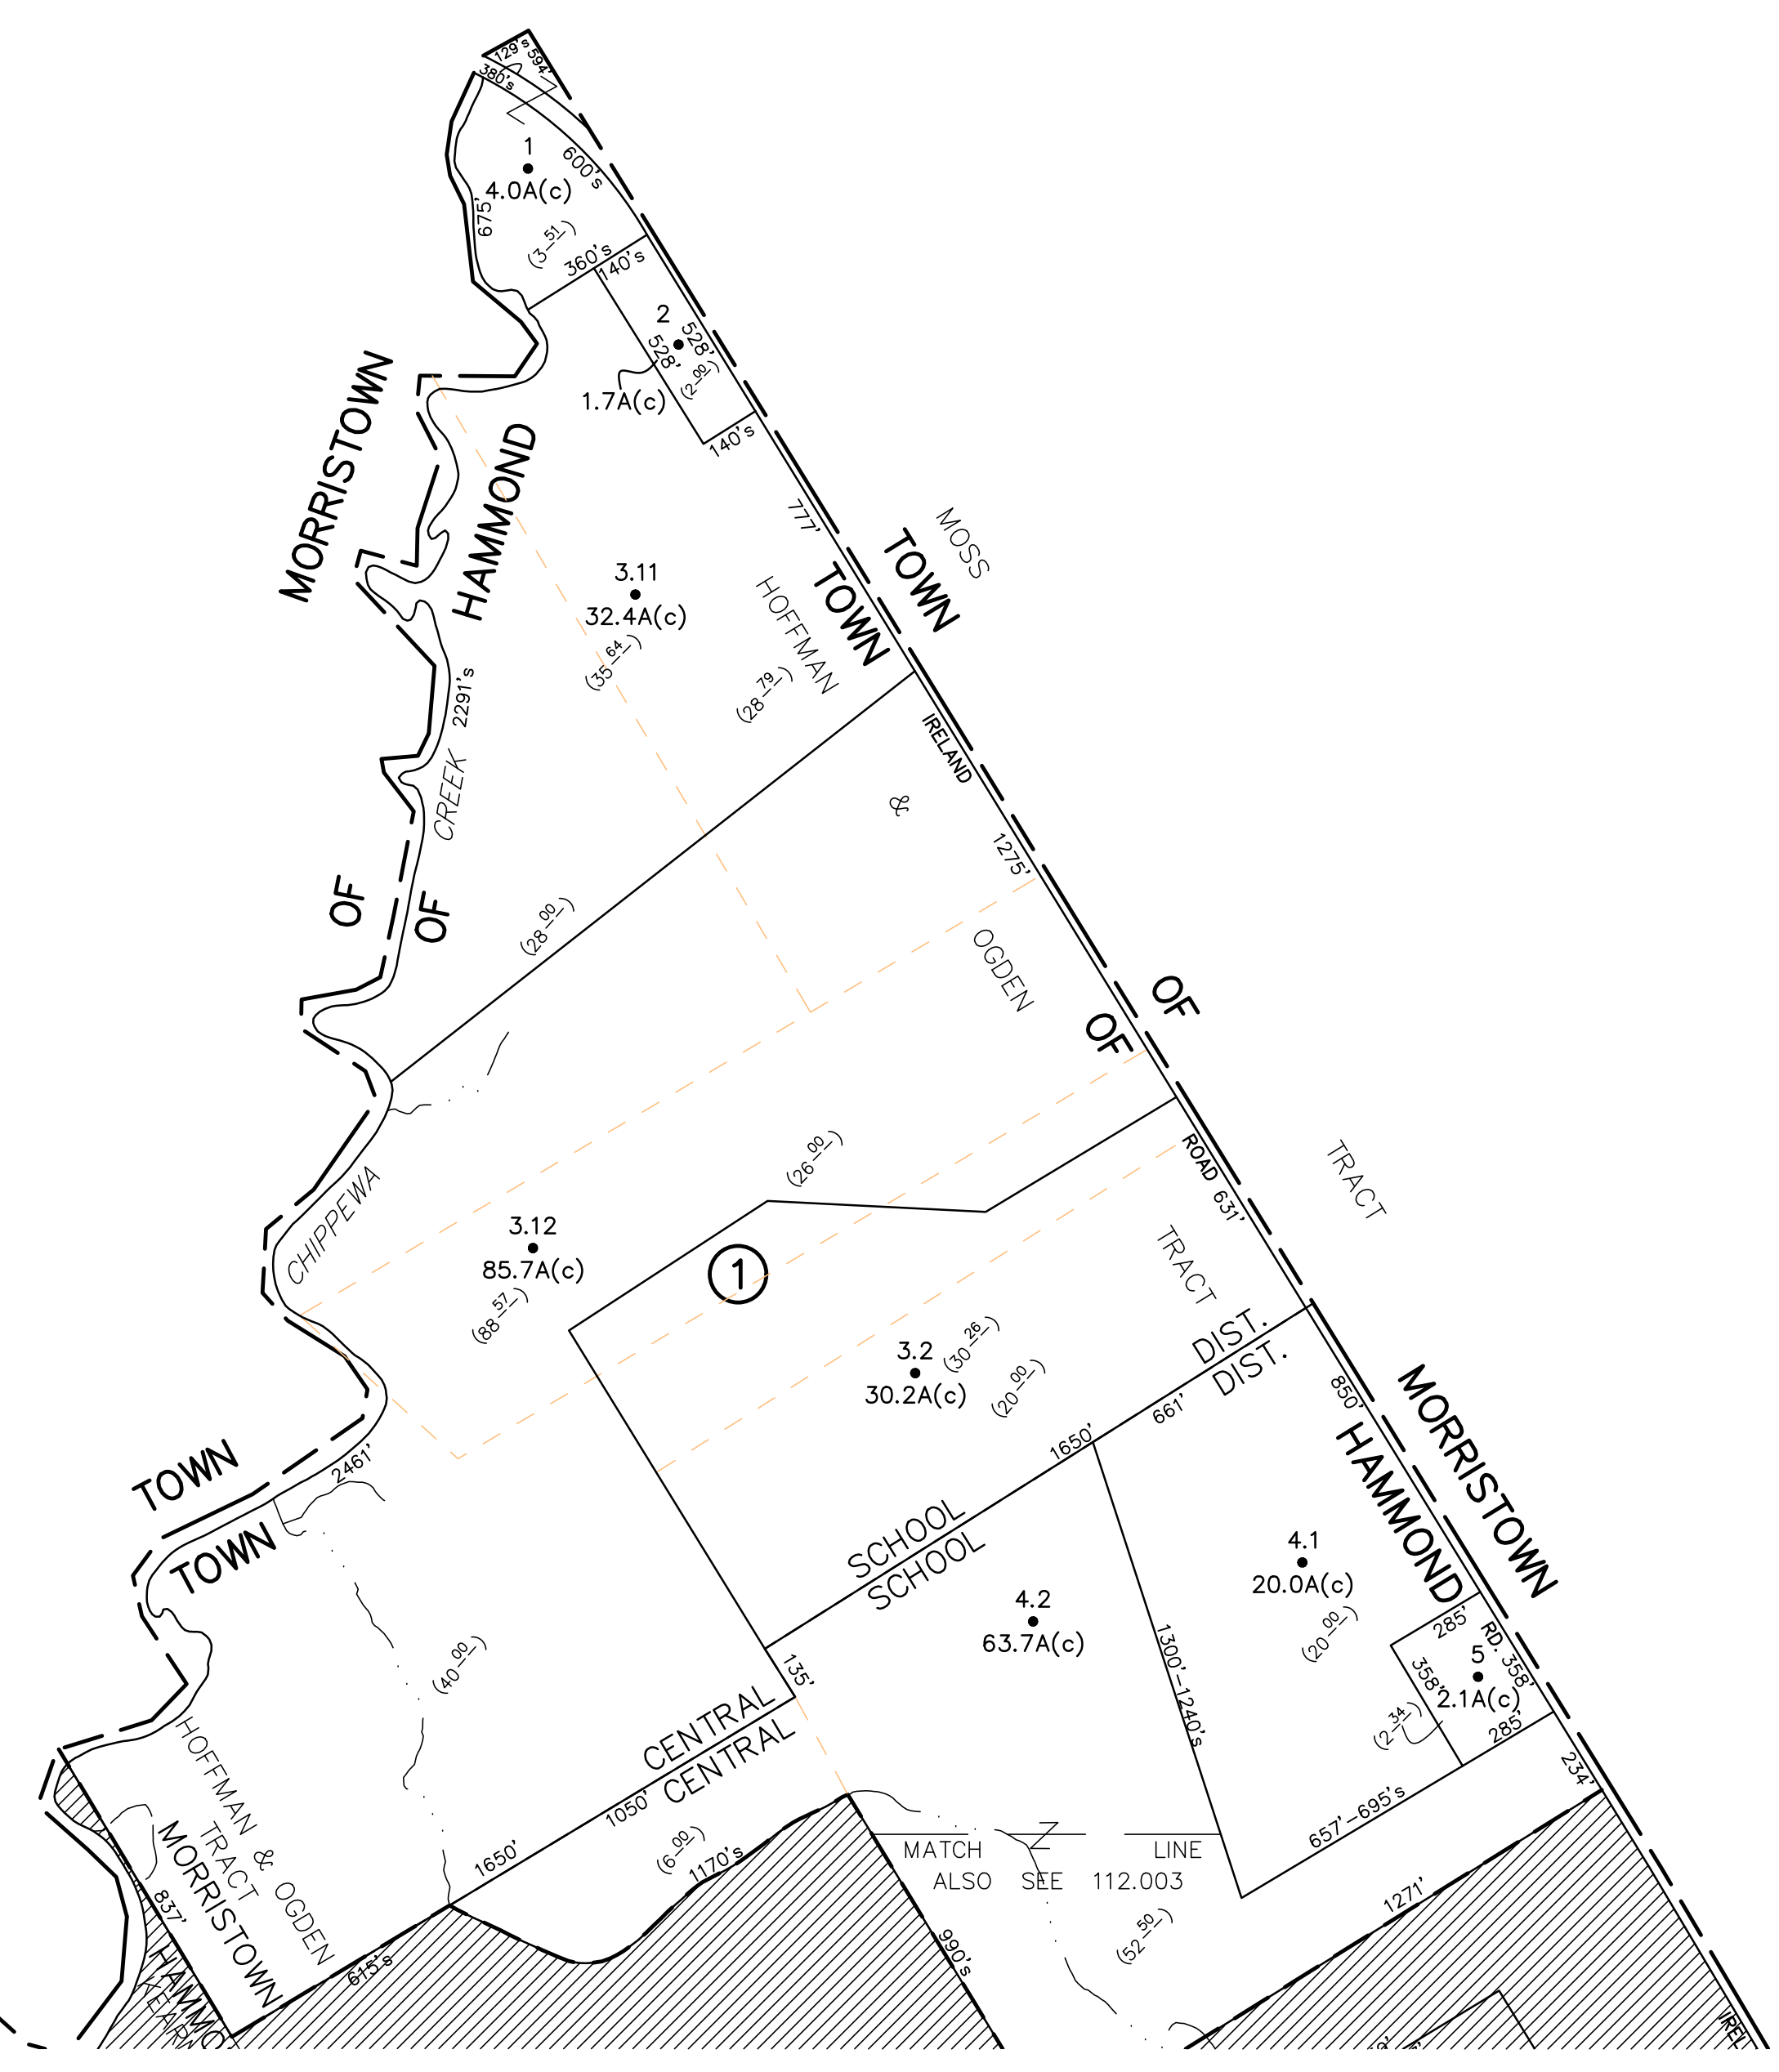 129's
594'
380's
1
4.0A(c)
600's
675'
(3 51)
360's
140's
2
528'
528'
(2 00)
1.7A(c)
140's
MORRISTOWN
HAMMOND
777'
MOSS
TOWN
TOWN
3.11
32.4A(c)
(35 64)
HOFFMAN
(28 79)
2291's
CREEK
IRELAND
&
1275'
OF
OF
(28 00)
OGDEN
OF
OF
CHIPPEWA
(26 00)
ROAD 631'
TRACT
3.12
85.7A(c)
(88 57)
1
TRACT
3.2
30.2A(c)
(30 26)
(20 00)
DIST.
DIST.
850'
MORRISTOWN
HAMMOND
661'
1650'
TOWN
TOWN
2461'
SCHOOL
SCHOOL
4.1
20.0A(c)
(20 00)
4.2
63.7A(c)
1300'-1240's
285'
RD. 358'
5
358'
2.1A(c)
(2 34)
285'
234'
135'
(40 00)
CENTRAL
CENTRAL
1050'
1650'
(6 00)
1170's
657'-695's
HOFFMAN & OGDEN
TRACT
MORRISTOWN
837'
615's
MATCH LINE
ALSO SEE 112.003
Z
990's
(52 50)
1271'
HAMMO
IREL